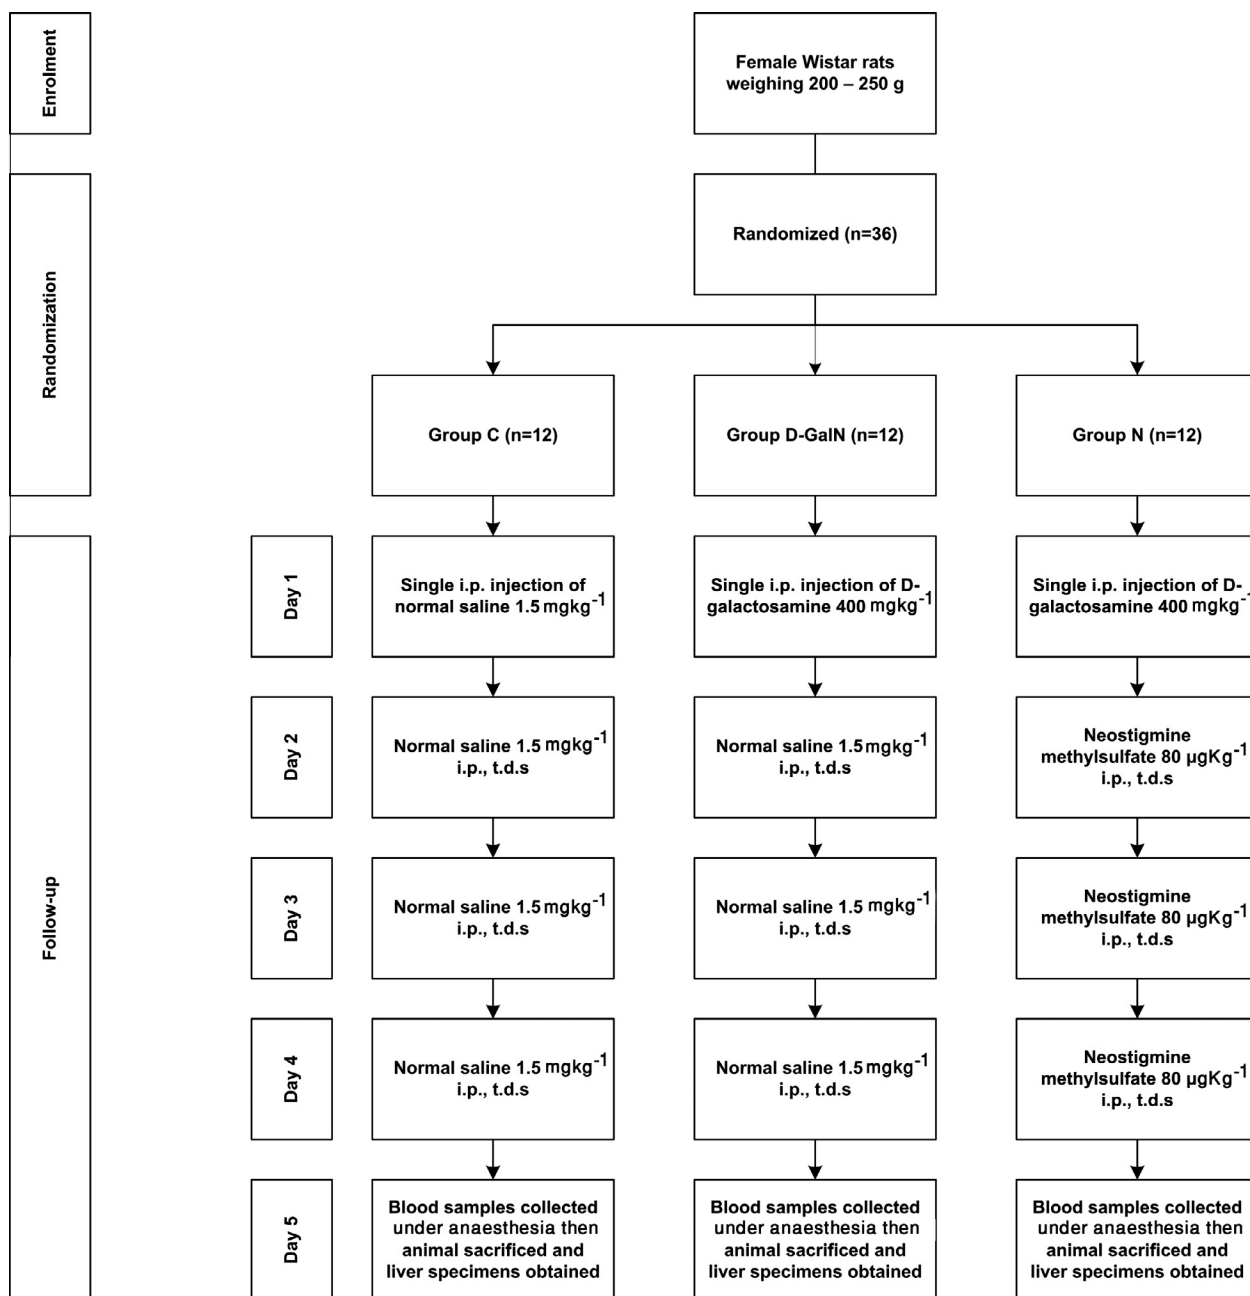 Enrolment
Female Wistar rats
weighing 200 – 250 g
Randomization
Randomized (n=36)
Group C (n=12)
Group D-GalN (n=12)
Group N (n=12)
Follow-up
Day 1
Single i.p. injection of
normal saline 1.5 mgkg⁻¹
Single i.p. injection of D-
galactosamine 400 mgkg⁻¹
Single i.p. injection of D-
galactosamine 400 mgkg⁻¹
Day 2
Normal saline 1.5 mgkg⁻¹
i.p., t.d.s
Normal saline 1.5 mgkg⁻¹
i.p., t.d.s
Neostigmine
methylsulfate 80 µgKg⁻¹
i.p., t.d.s
Day 3
Normal saline 1.5 mgkg⁻¹
i.p., t.d.s
Normal saline 1.5 mgkg⁻¹
i.p., t.d.s
Neostigmine
methylsulfate 80 µgKg⁻¹
i.p., t.d.s
Day 4
Normal saline 1.5 mgkg⁻¹
i.p., t.d.s
Normal saline 1.5 mgkg⁻¹
i.p., t.d.s
Neostigmine
methylsulfate 80 µgKg⁻¹
i.p., t.d.s
Day 5
Blood samples collected
under anaesthesia then
animal sacrificed and
liver specimens obtained
Blood samples collected
under anaesthesia then
animal sacrificed and
liver specimens obtained
Blood samples collected
under anaesthesia then
animal sacrificed and
liver specimens obtained